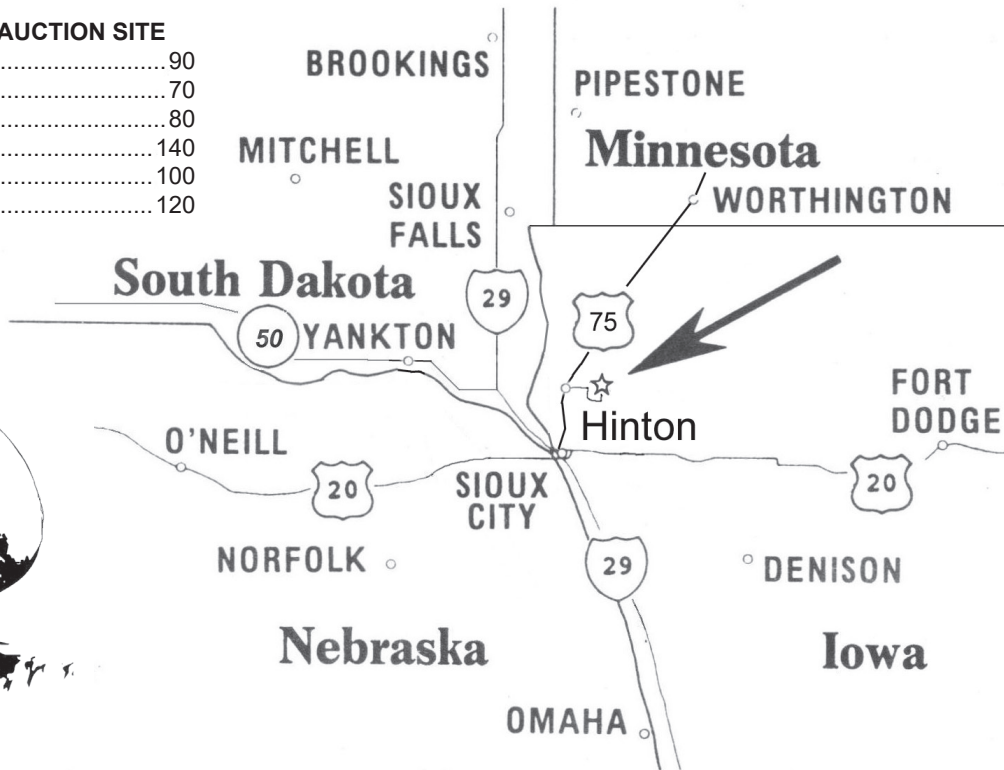 AUCTION SITE
........................90
........................70
........................80
........................140
........................100
........................120
BROOKINGS
PIPESTONE
Minnesota
MITCHELL
WORTHINGTON
SIOUX
FALLS
South Dakota
29
75
50
YANKTON
FORT
DODGE
Hinton
O'NEILL
20
SIOUX
CITY
20
NORFOLK
29
DENISON
Nebraska
Iowa
OMAHA